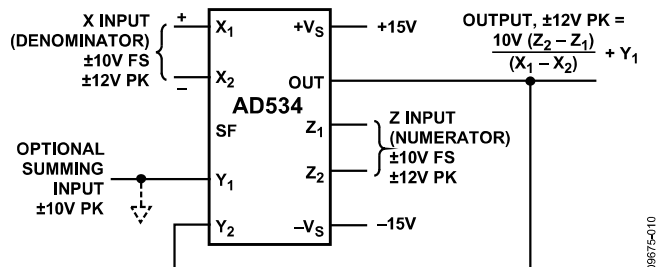 X INPUT
(DENOMINATOR)
±10V FS
±12V PK
+
–
OPTIONAL
SUMMING
INPUT
±10V PK
X1
X2
SF
Y1
Y2
AD534
+VS
OUT
Z1
Z2
–VS
+15V
–15V
Z INPUT
(NUMERATOR)
±10V FS
±12V PK
OUTPUT, ±12V PK =
10V (Z2 – Z1)
(X1 – X2)
+ Y1
09675-010